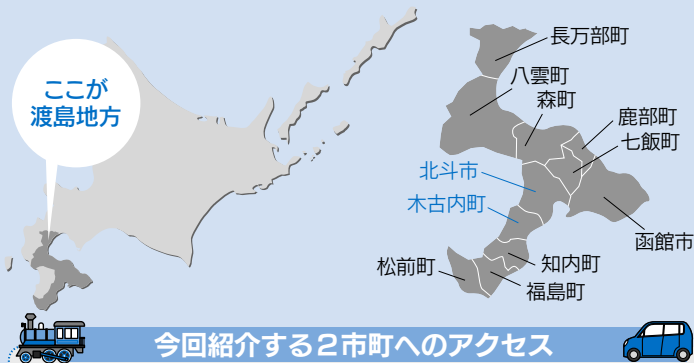 ここが
渡島地方
長万部町
八雲町
森町
鹿部町
七飯町
北斗市
木古内町
函館市
松前町
知内町
福島町
今回紹介する2市町へのアクセス